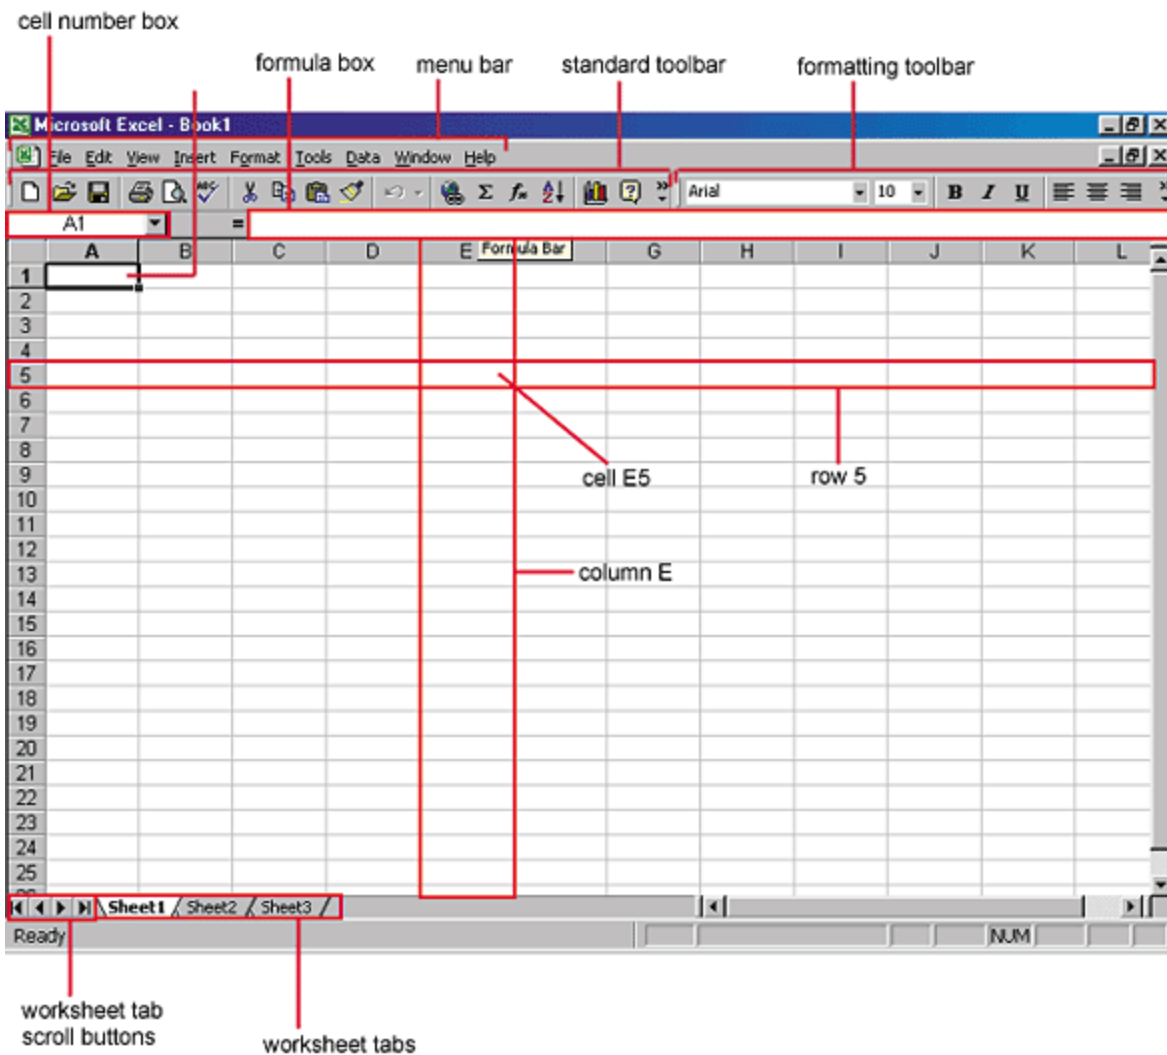 cell number box
formula box menu bar standard toolbar formatting toolbar
Microsoft Excel - Book1
File Edit View Insert Format Tools Data Window Help
Arial 10 B I U
A1 =
A B C D E Formula Bar G H I J K L
1
2
3
4
5
6
7
8
9
cell E5 row 5
10
11
12
13
column E
14
15
16
17
18
19
20
21
22
23
24
25
Sheet1 Sheet2 Sheet3
Ready NUM
worksheet tab
scroll buttons
worksheet tabs